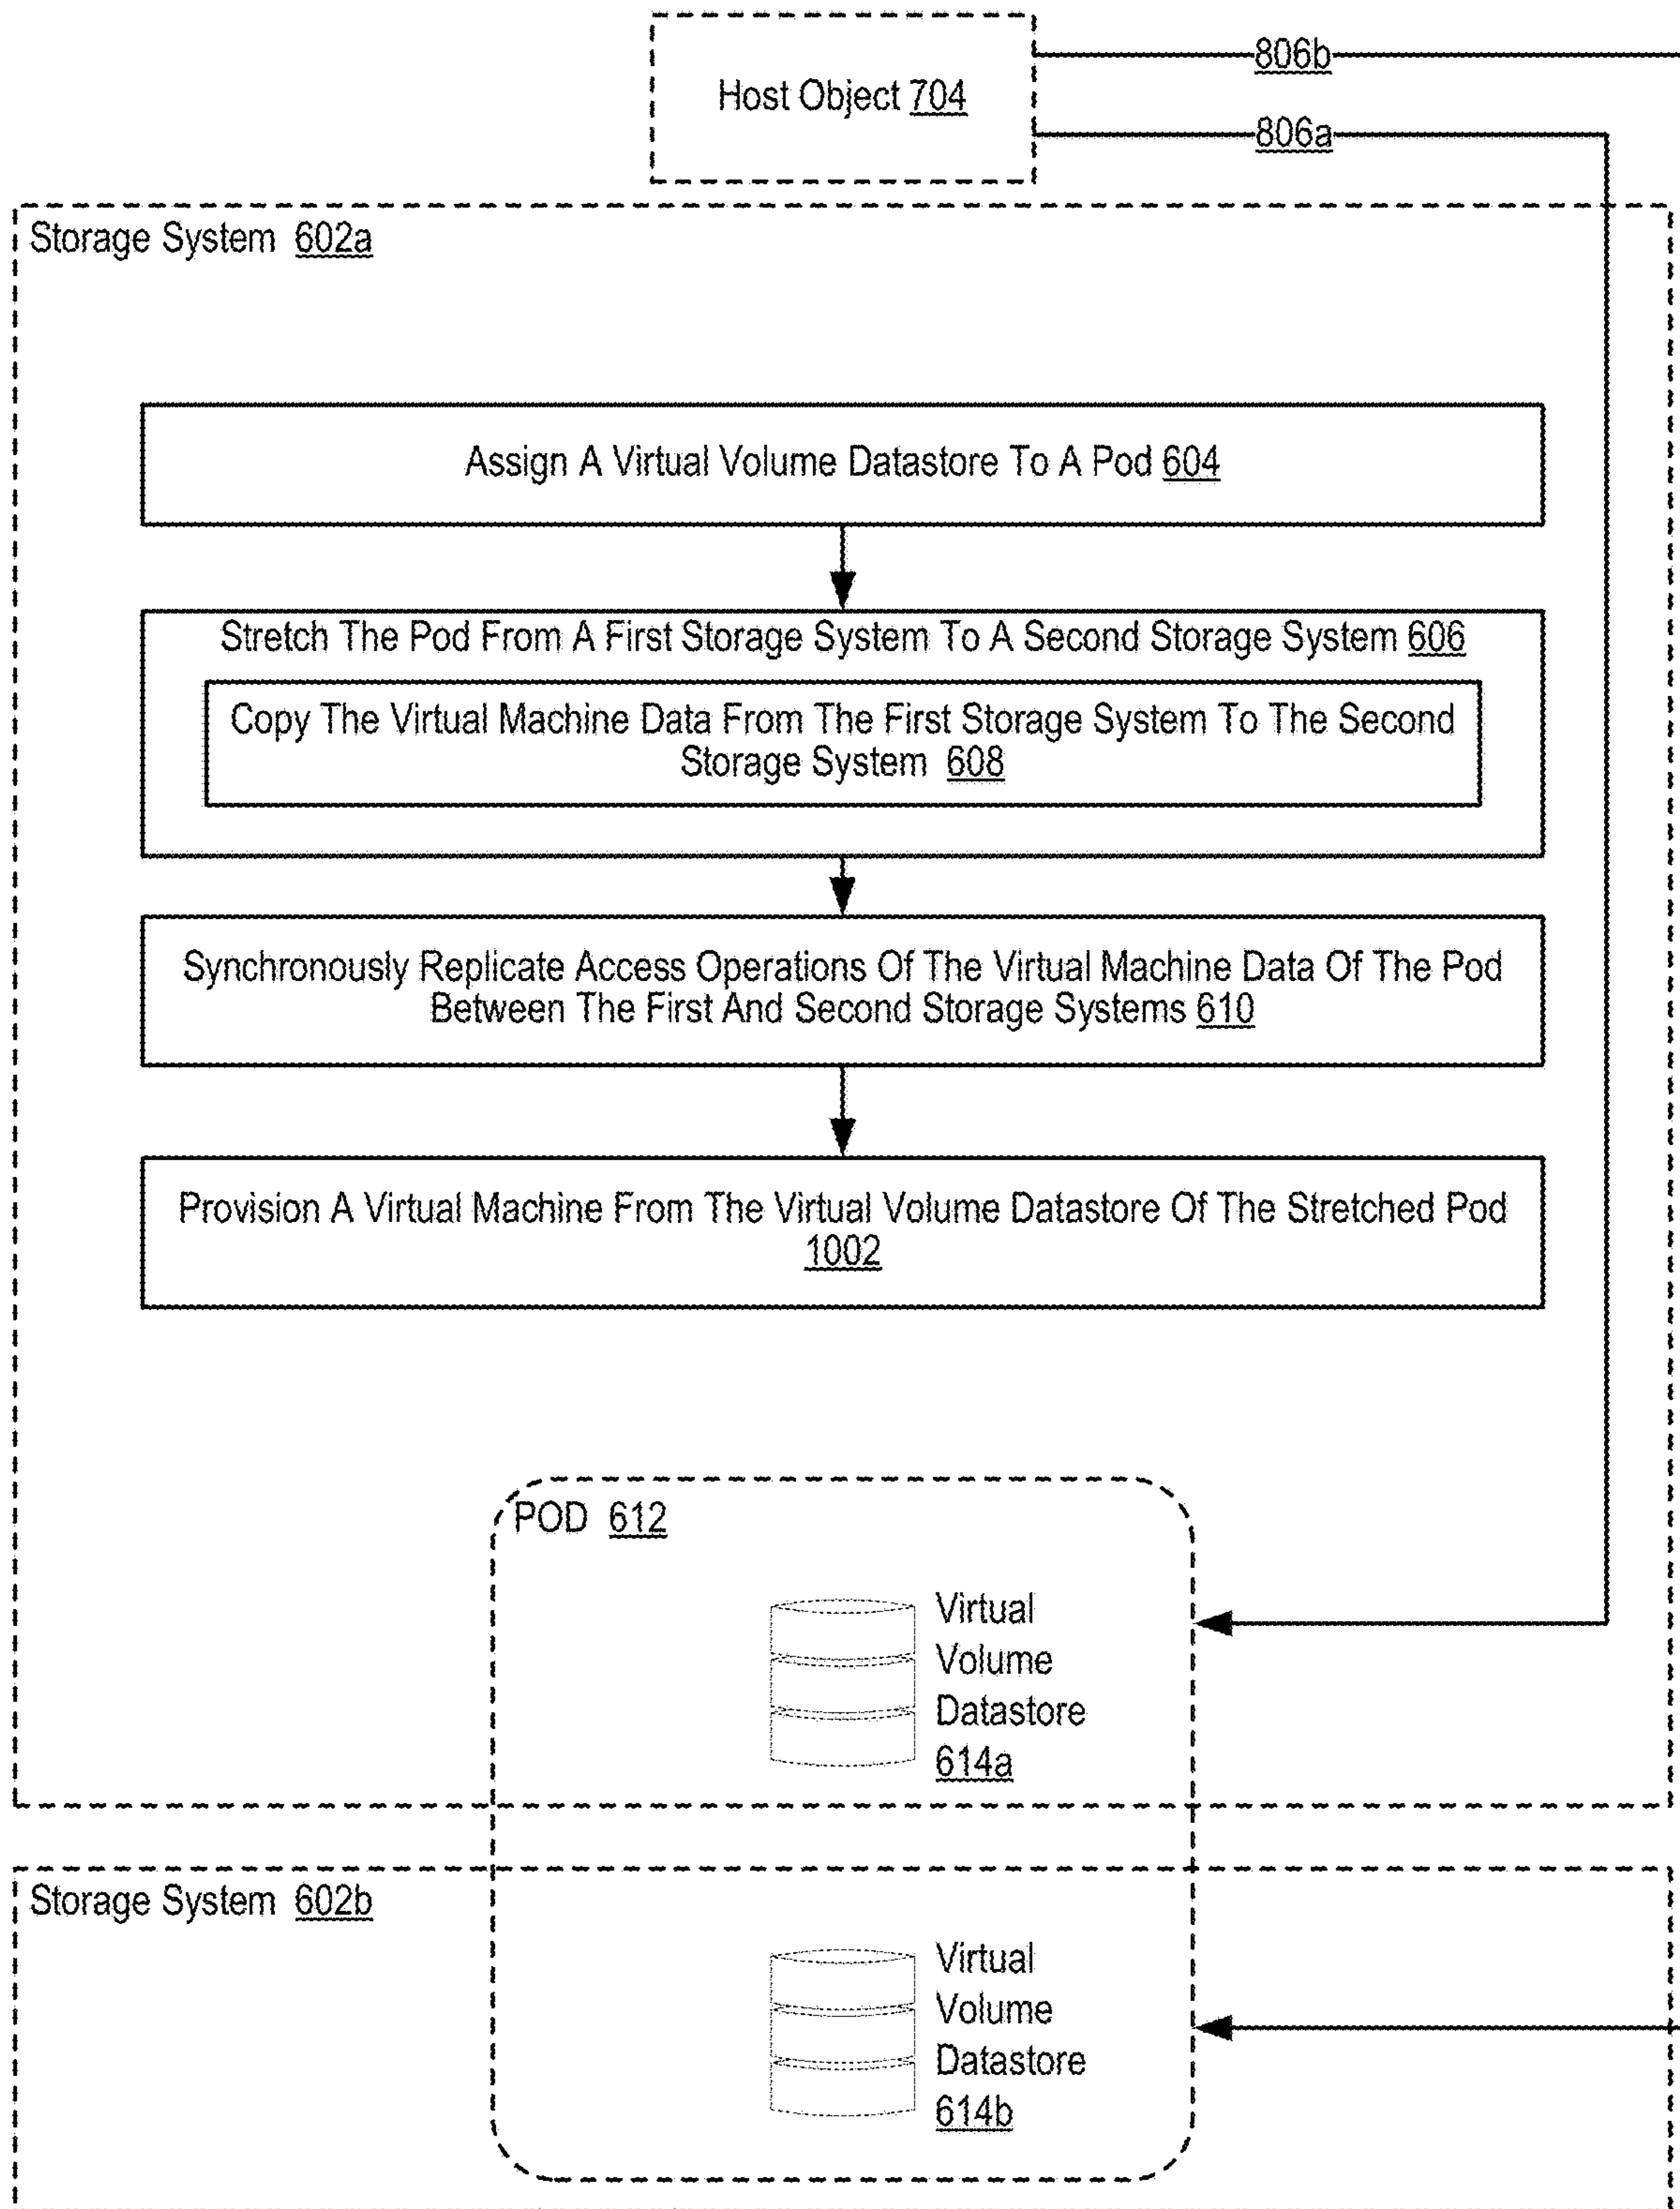 806b
Host Object 704
806a
Storage System 602a
Assign A Virtual Volume Datastore To A Pod 604
Stretch The Pod From A First Storage System To A Second Storage System 606
Copy The Virtual Machine Data From The First Storage System To The Second
Storage System 608
Synchronously Replicate Access Operations Of The Virtual Machine Data Of The Pod
Between The First And Second Storage Systems 610
Provision A Virtual Machine From The Virtual Volume Datastore Of The Stretched Pod
1002
POD 612
Virtual
Volume
Datastore
614a
Storage System 602b
Virtual
Volume
Datastore
614b